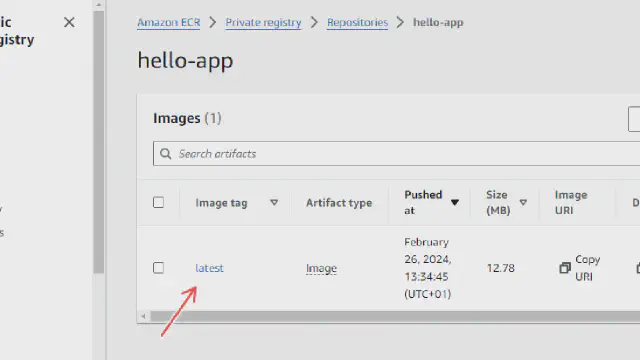 ic
gistry
Amazon ECR > Private registry > Repositories > hello-app
hello-app
Images (1)
Search artifacts
Image tag
Artifact type
Pushed at
Size (MB)
Image URI
D
latest
Image
February 26, 2024, 13:34:45 (UTC+01)
12.78
Copy URI